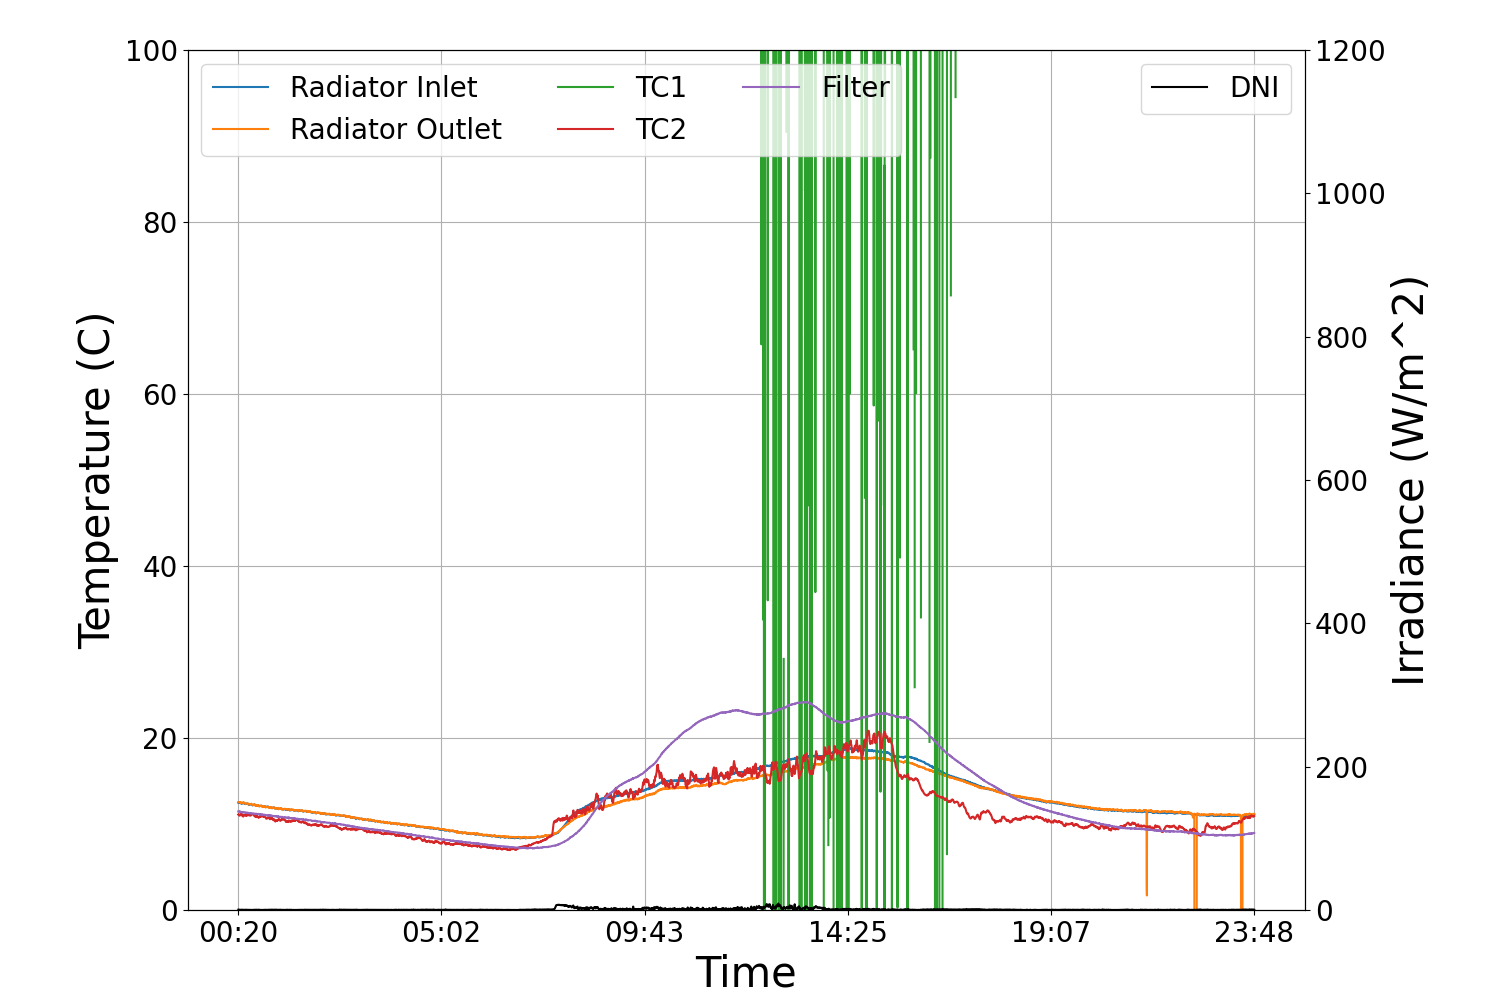 100
80
60
40
20
0
Temperature (C)
Radiator Inlet
Radiator Outlet
TC1
TC2
Filter
DNI
1200
1000
800
600
400
200
0
Irradiance (W/m^2)
00:20 05:02 09:43 14:25 19:07 23:48
Time